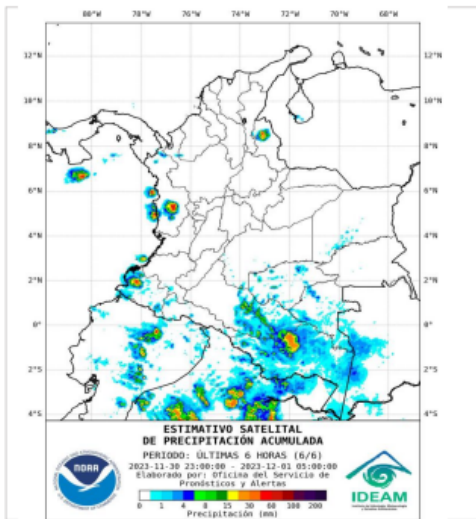 80°W 78°W 76°W 74°W 72°W 70°W 68°W 66°W
12°N 12°N
10°N 10°N
8°N 8°N
6°N 6°N
4°N 4°N
2°N 2°N
0° 0°
2°S 2°S
4°S 4°S
ESTIMATIVO SATELITAL
DE PRECIPITACIÓN ACUMULADA
PERIODO: ÚLTIMAS 6 HORAS (6/6)
2023-11-30 23:00:00 - 2023-12-01 05:00:00
Elaborado por: Oficina del Servicio de
Pronósticos y Alertas
NOAA
IDEAM
0 1 4 8 15 30 60 100 200
Precipitación (mm)